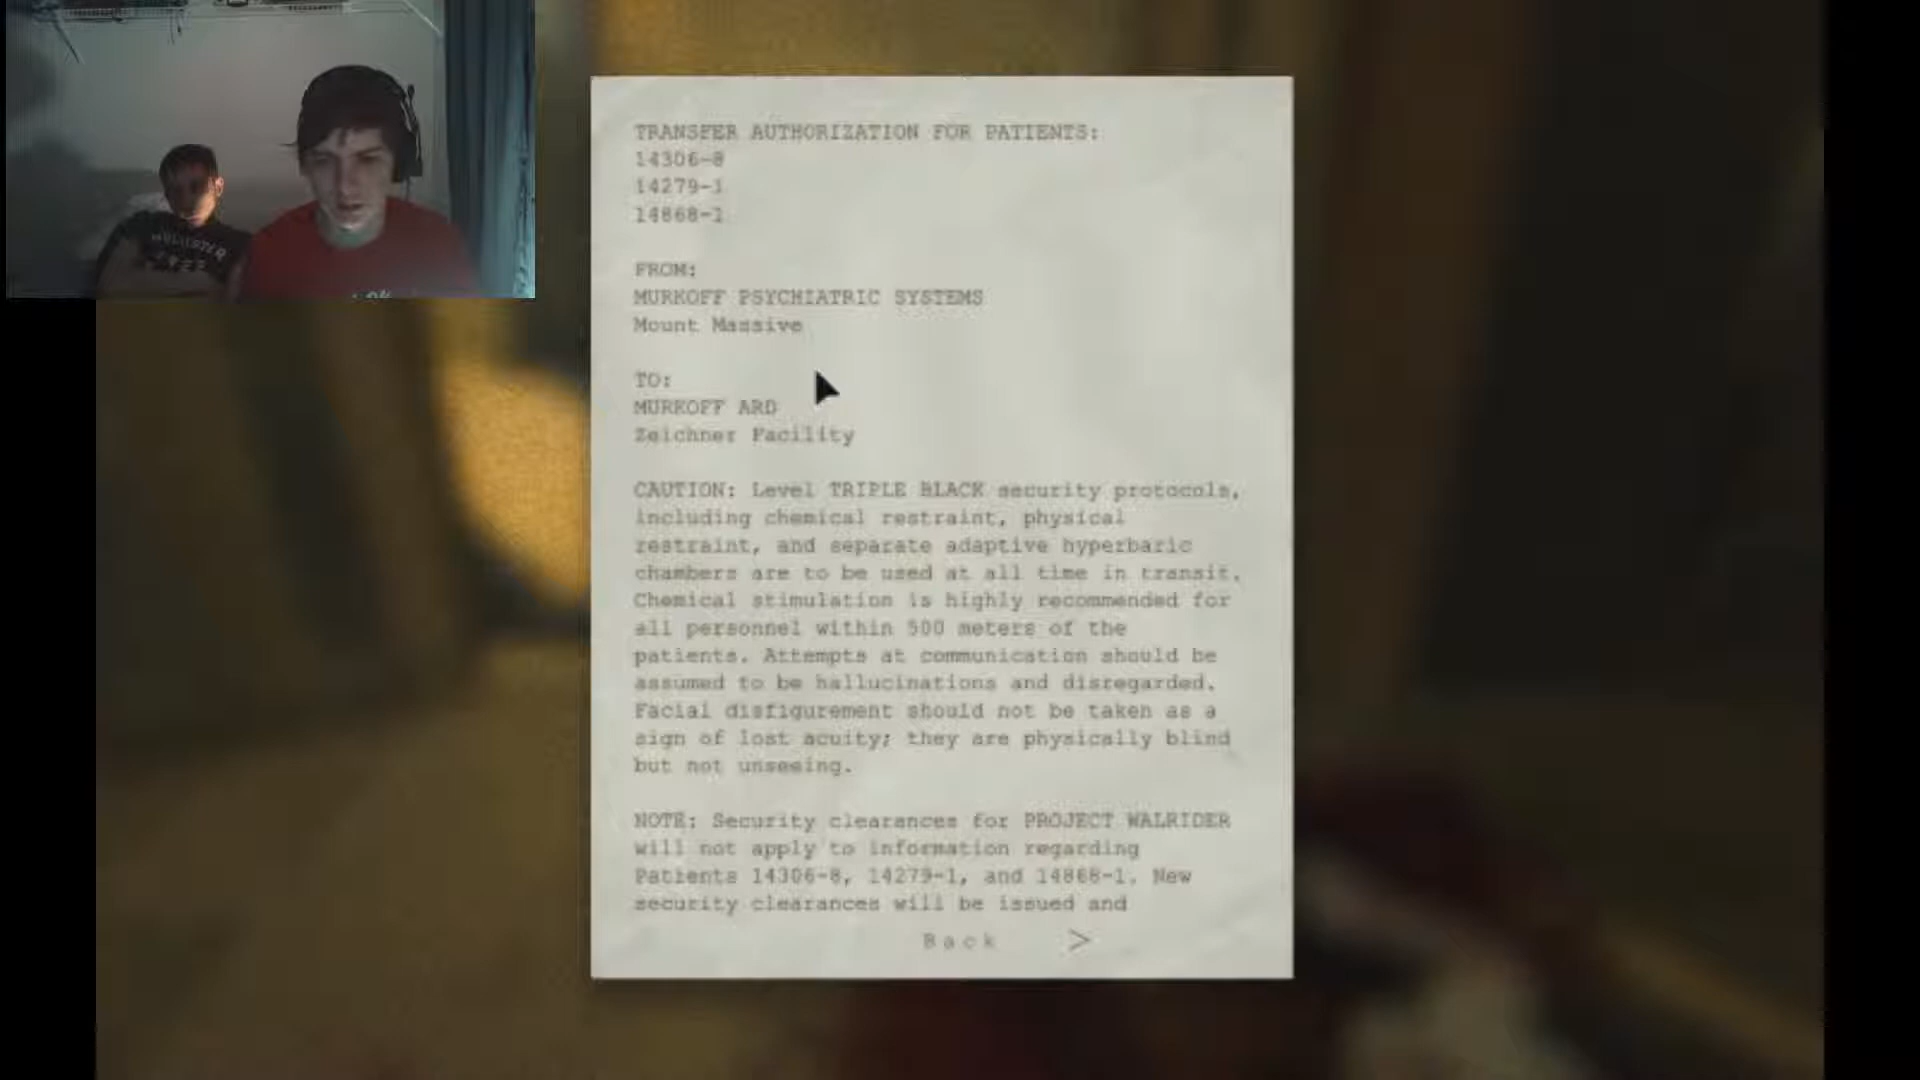 TRANSFER AUTHORIZATION FOR PATIENTS:
14306-8
14279-1
14868-1
FROM:
MURKOFF PSYCHIATRIC SYSTEMS
Mount Massive
TO:
MURKOFF ARD
Zeichner Facility
CAUTION: Level TRIPLE BLACK security protocols,
including chemical restraint, physical
restraint, and separate adaptive hyperbaric
chambers are to be used at all time in transit.
Chemical stimulation is highly recommended for
all personnel within 500 meters of the
patients. Attempts at communication should be
assumed to be hallucinations and disregarded.
Facial disfigurement should not be taken as a
sign of lost acuity; they are physically blind
but not unseeing.
NOTE: Security clearances for PROJECT WALRIDER
will not apply to information regarding
Patients 14306-8, 14279-1, and 14868-1. New
security clearances will be issued and
Back >